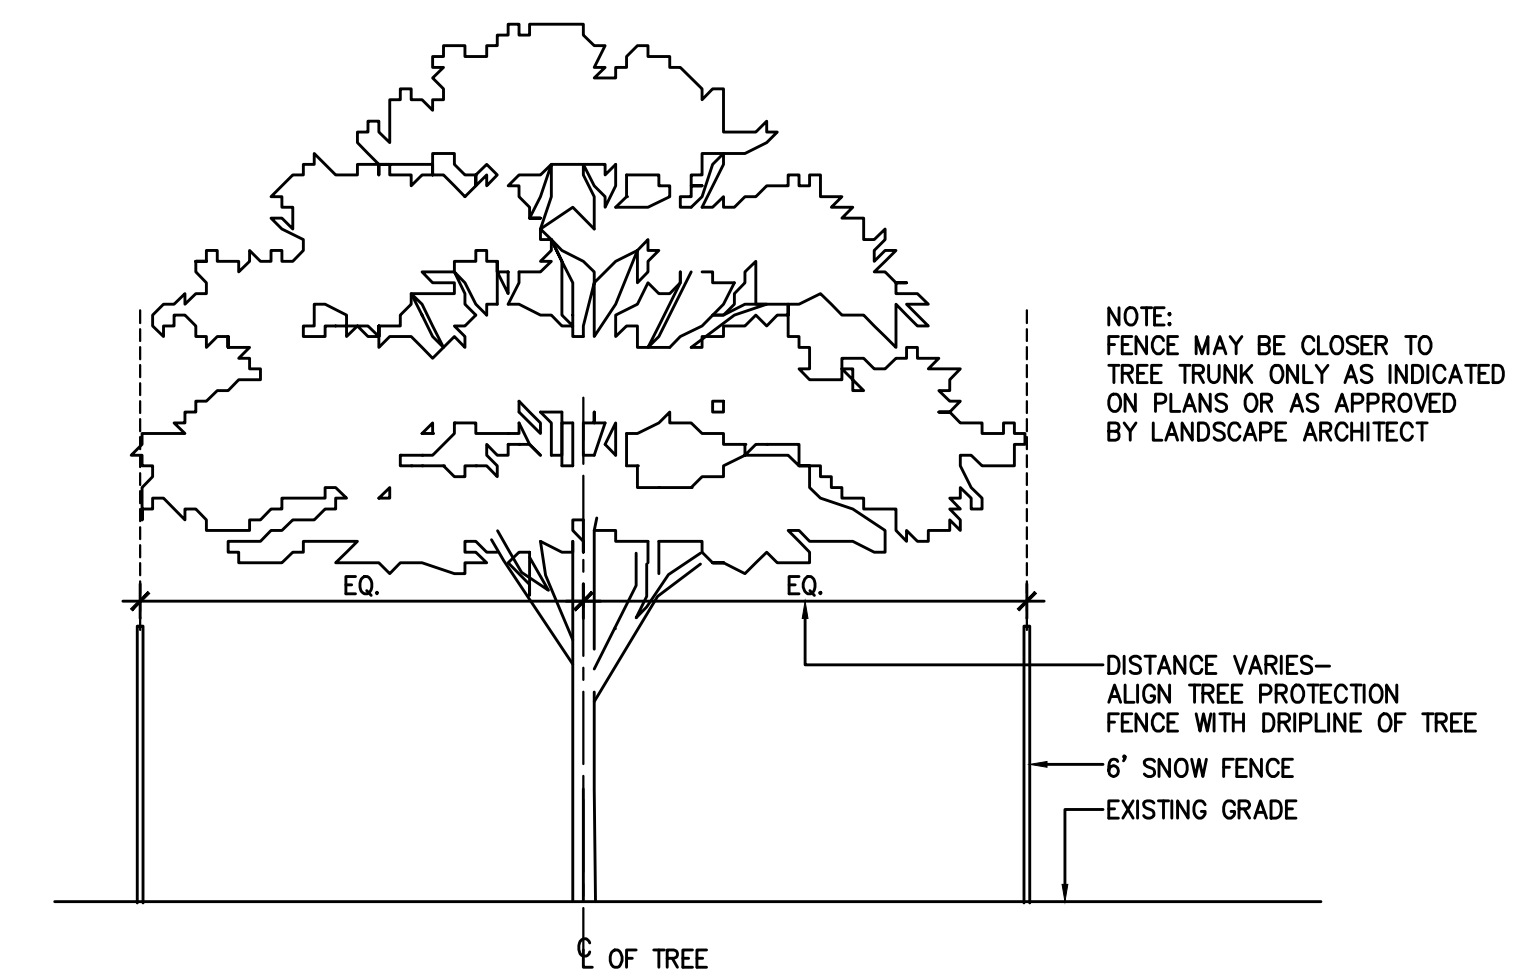 NOTE:
FENCE MAY BE CLOSER TO
TREE TRUNK ONLY AS INDICATED
ON PLANS OR AS APPROVED
BY LANDSCAPE ARCHITECT
EQ.
EQ.
DISTANCE VARIES–
ALIGN TREE PROTECTION
FENCE WITH DRIPLINE OF TREE
6' SNOW FENCE
EXISTING GRADE
℄ OF TREE